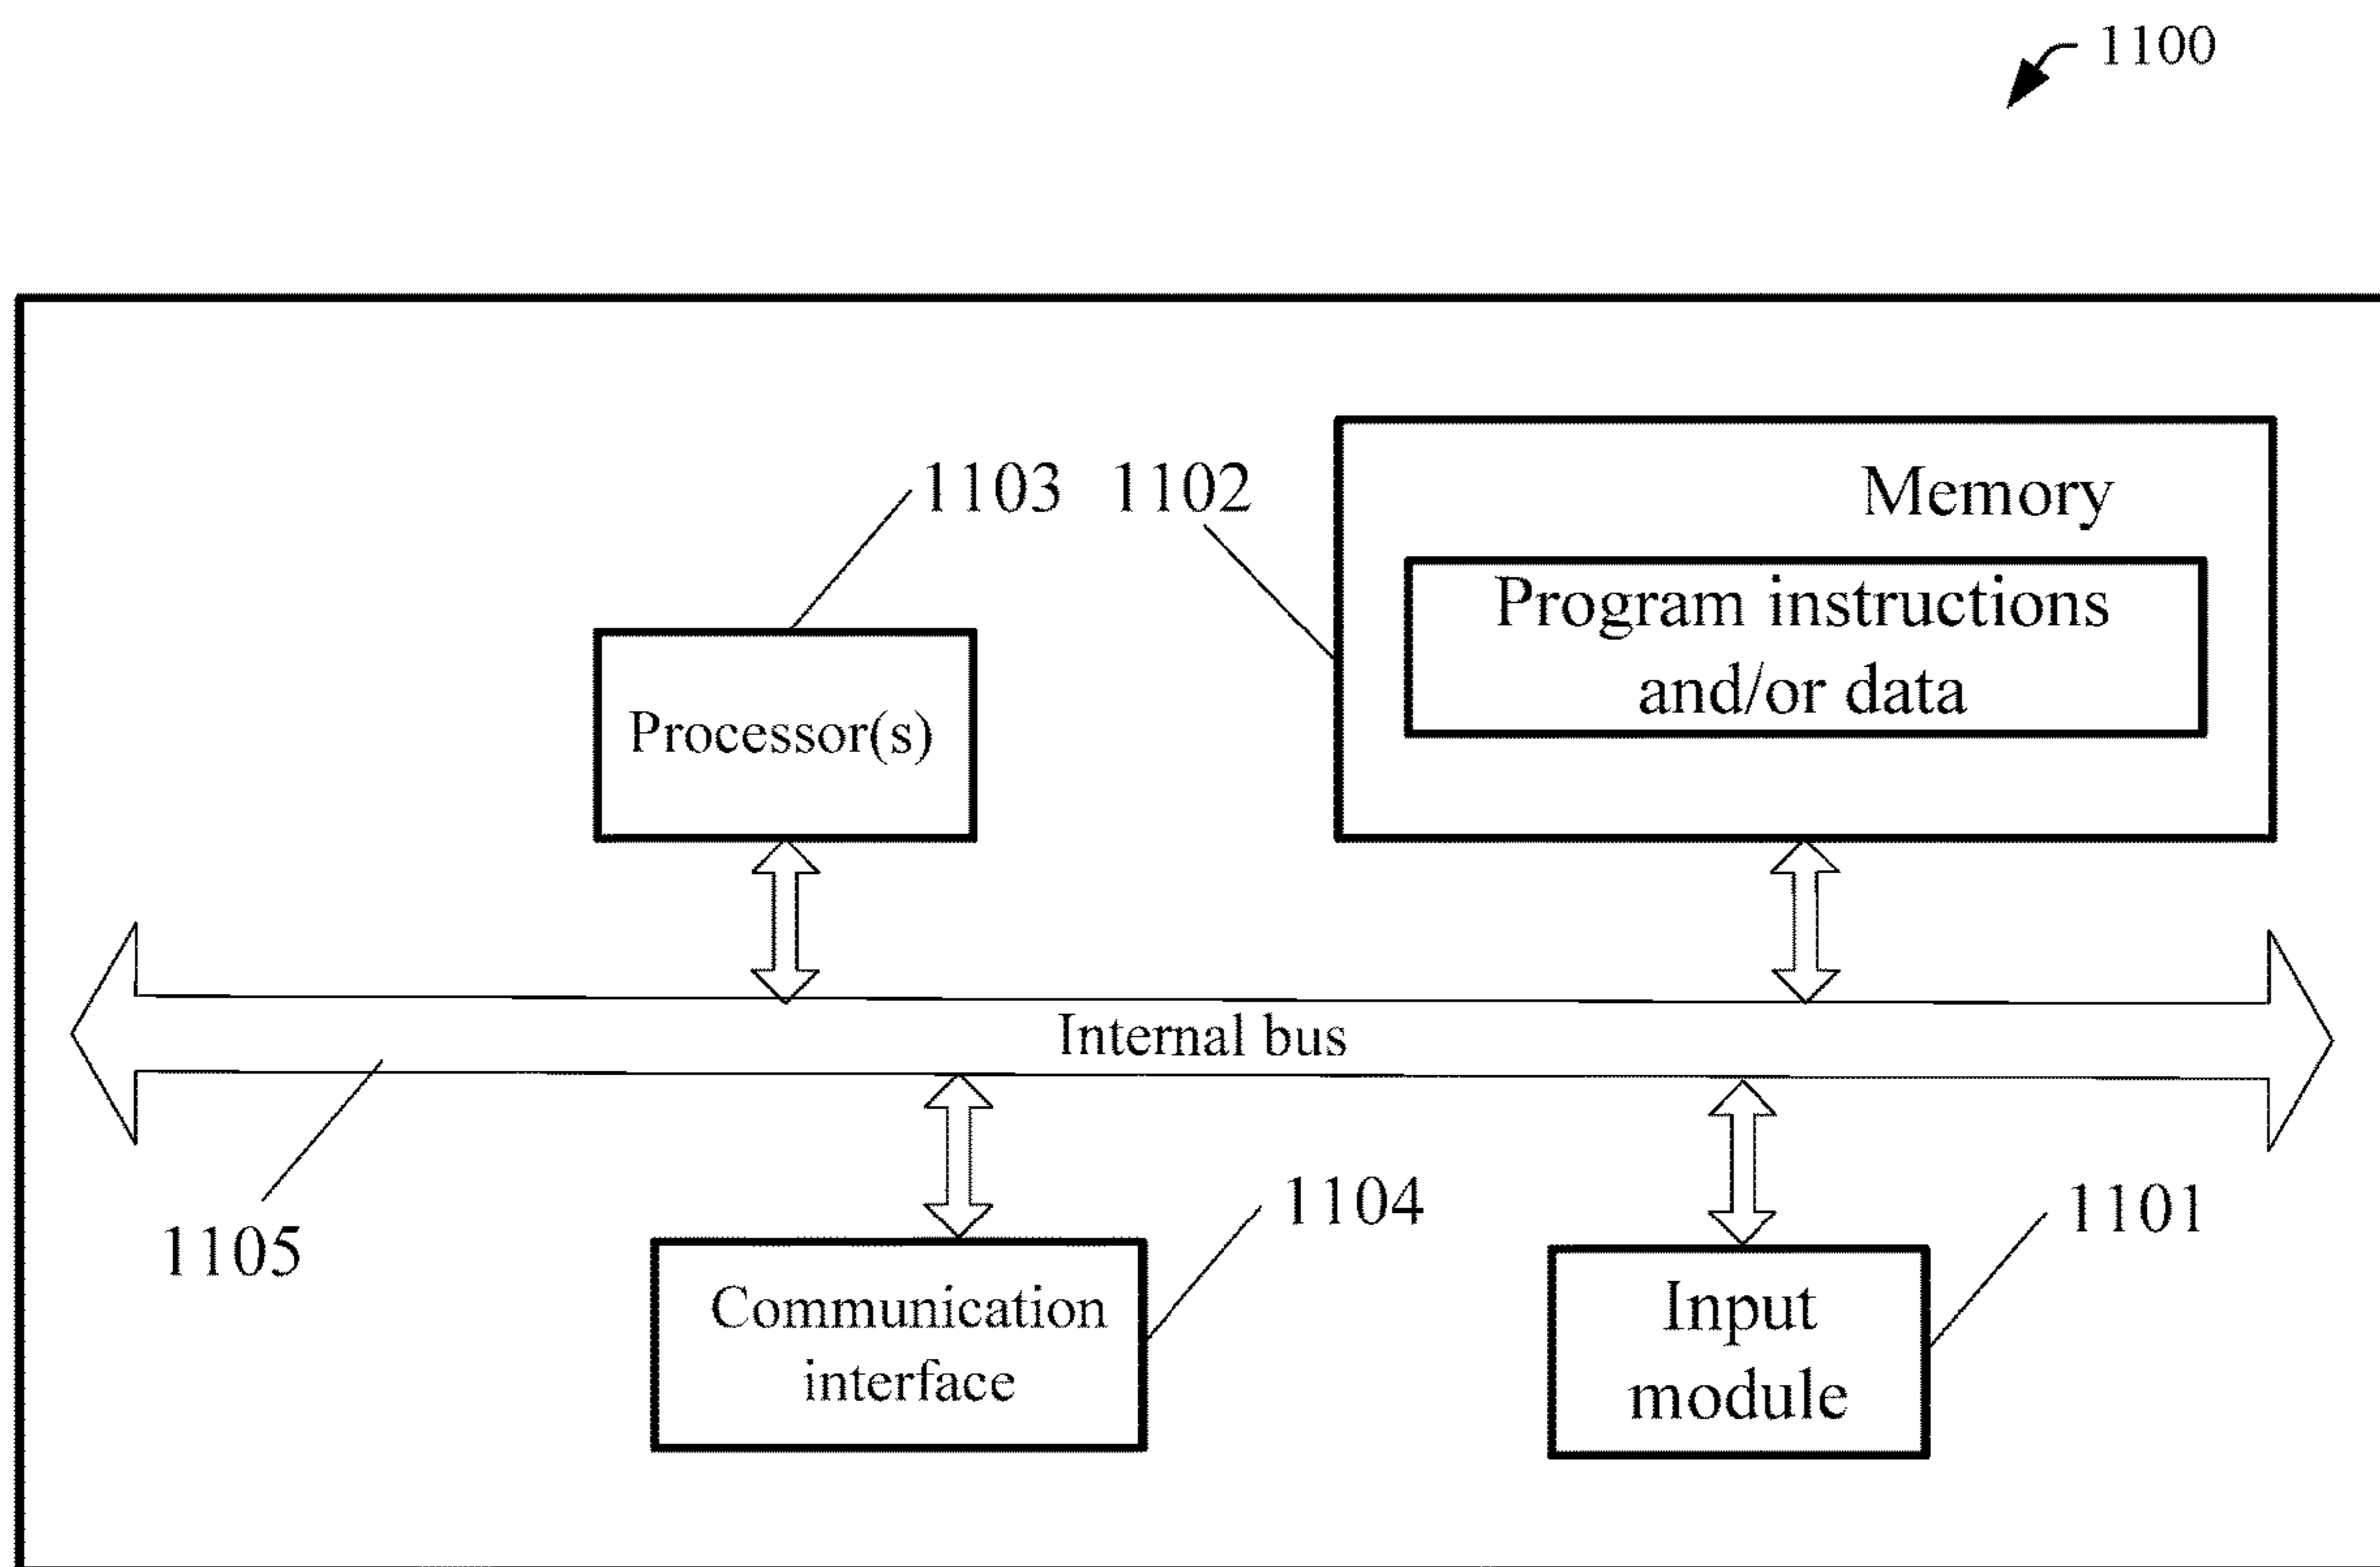 1100
1103
1102
Memory
Program instructions
and/or data
Processor(s)
Internal bus
1105
1104
1101
Communication
interface
Input
module